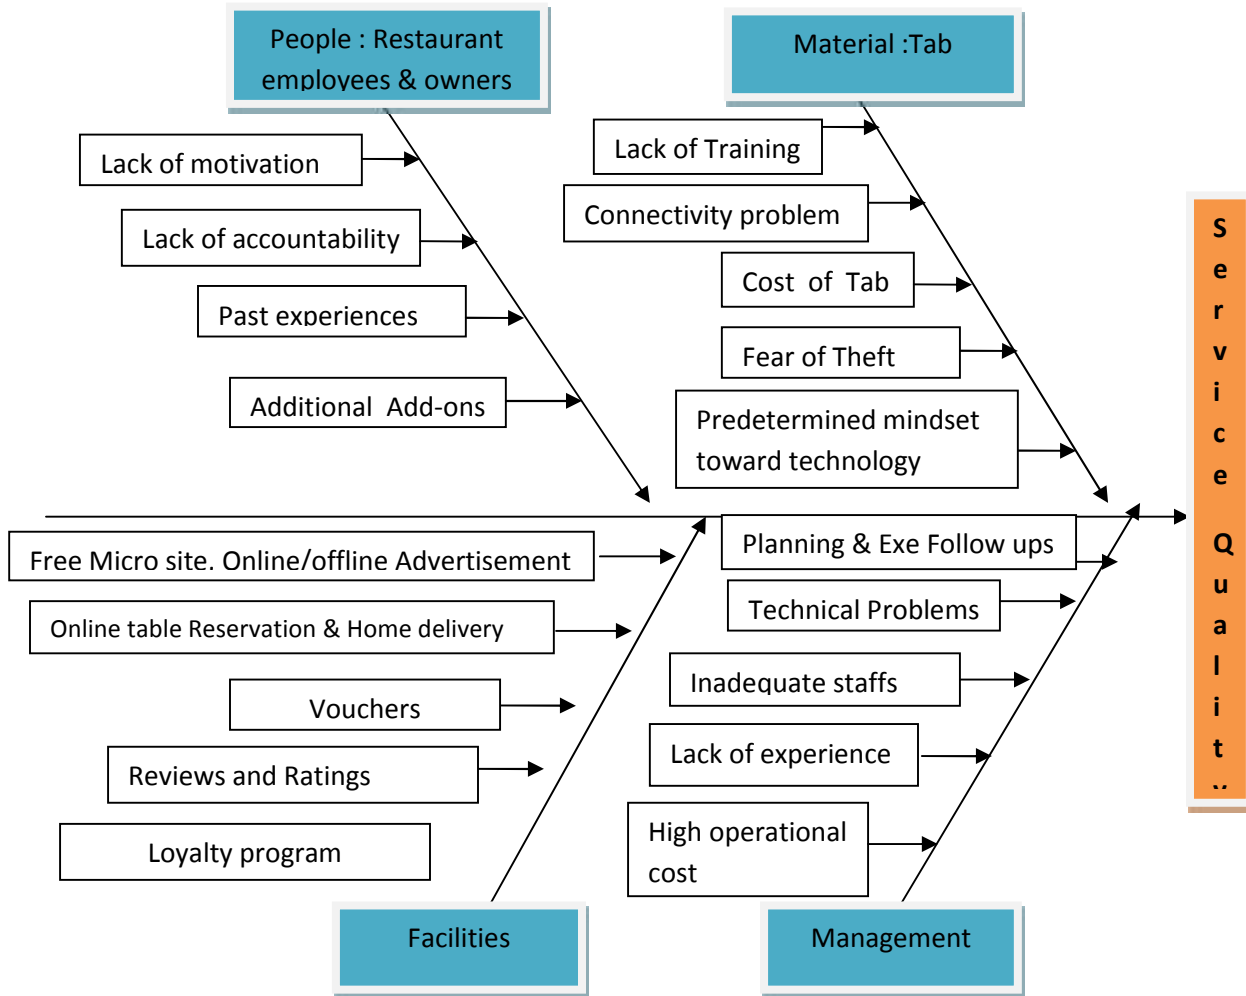 People : Restaurant
employees & owners
Material :Tab
Lack of motivation
Lack of accountability
Past experiences
Additional Add-ons
Lack of Training
Connectivity problem
Cost of Tab
Fear of Theft
Predetermined mindset
toward technology
Free Micro site. Online/offline Advertisement
Online table Reservation & Home delivery
Vouchers
Reviews and Ratings
Loyalty program
Planning & Exe Follow ups
Technical Problems
Inadequate staffs
Lack of experience
High operational
cost
Facilities
Management
Service Quality